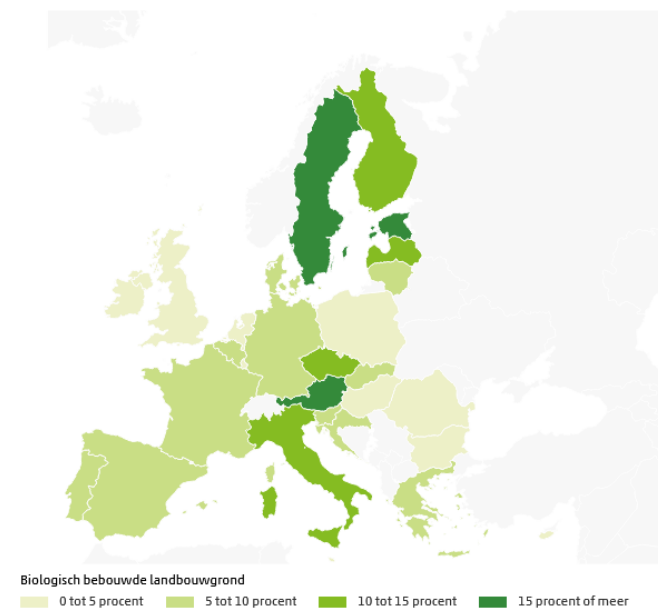 Biologisch bebouwde landbouwgrond
0 tot 5 procent 5 tot 10 procent 10 tot 15 procent 15 procent of meer